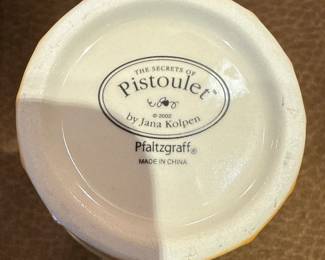 THE SECRETS OF
Pistoulet
© 2002
by Jana Kolpen
Pfaltzgraff®
MADE IN CHINA